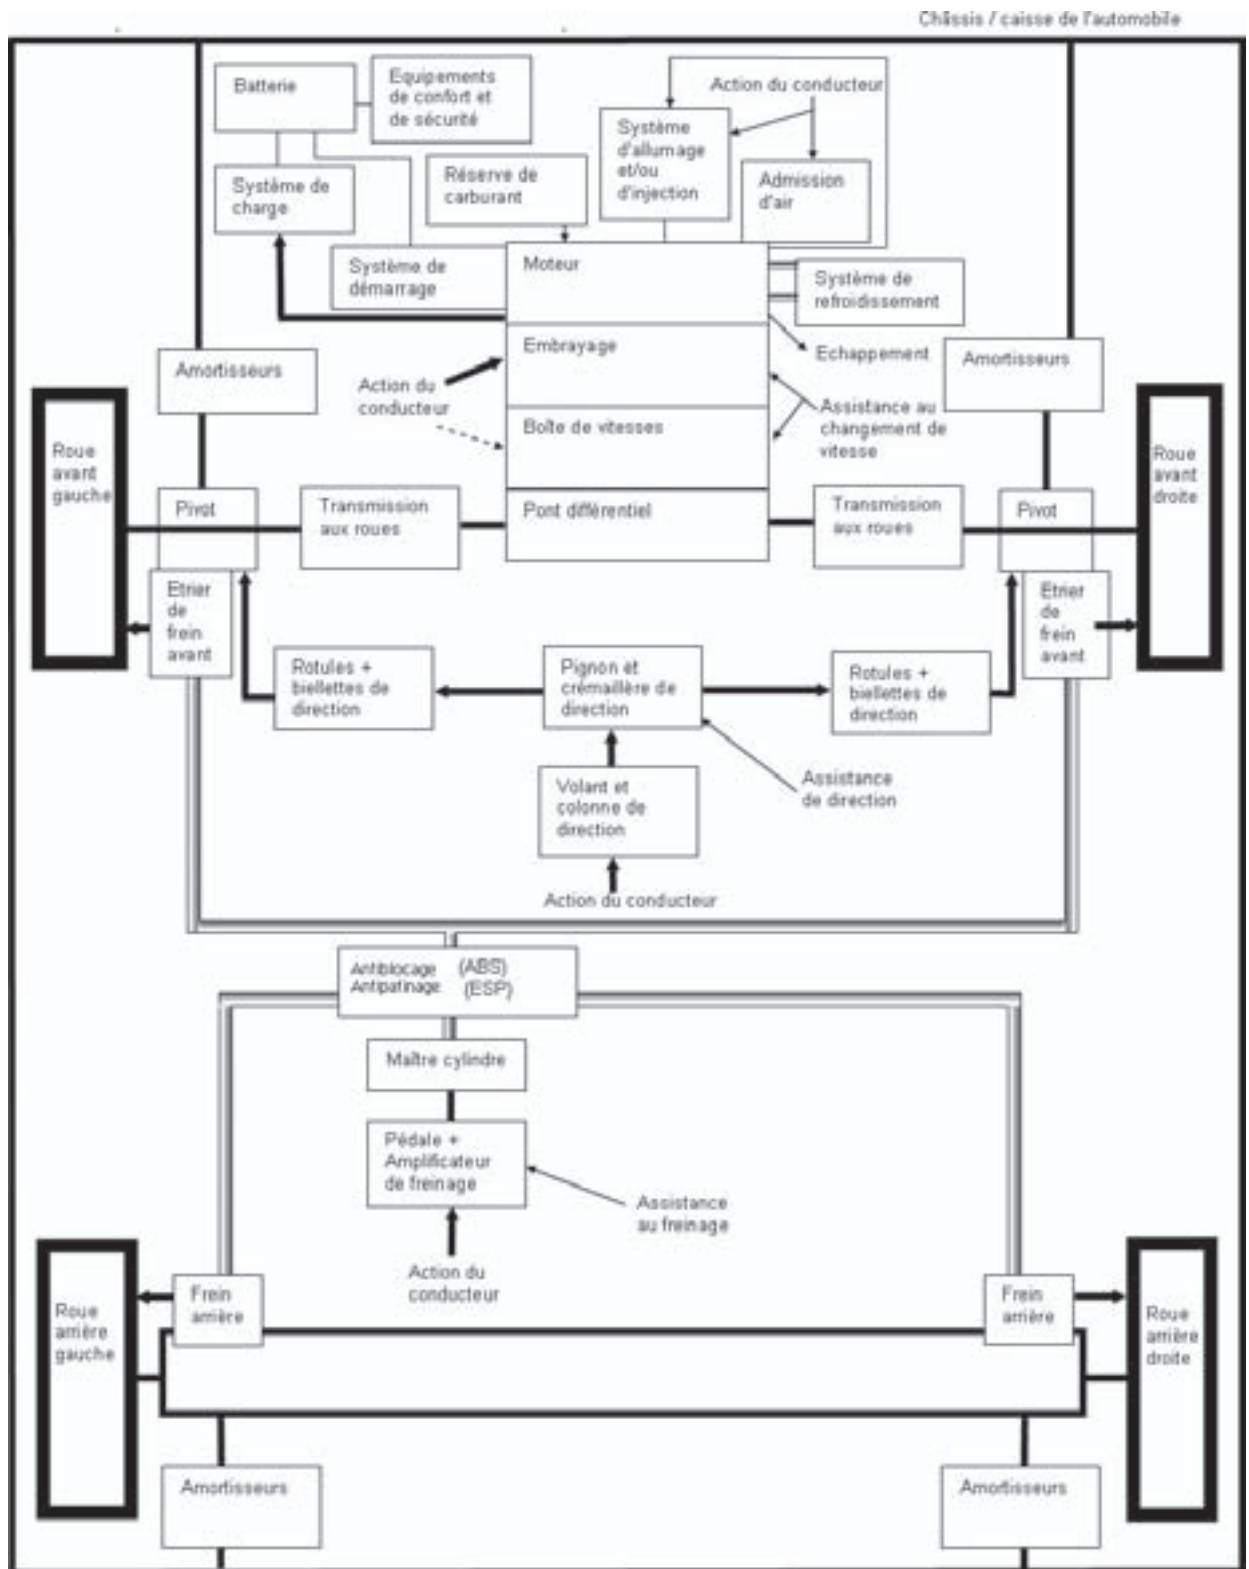 Châssis / caisse de l'automobile
Batterie
Equipements
de confort et
de sécurité
Action du conducteur
Système
d'allumage
et/ou
d'injection
Réserve de
carburant
Admission
d'air
Système de
charge
Système de
démarrage
Moteur
Système de
refroidissement
Embrayage
Echappement
Amortisseurs
Amortisseurs
Action du
conducteur
Assistance au
changement de
vitesse
Boîte de vitesses
Roue
avant
gauche
Roue
avant
droite
Pivot
Transmission
aux roues
Pont différentiel
Transmission
aux roues
Pivot
Etrier
de
frein
avant
Etrier
de
frein
avant
Rotules +
biellettes de
direction
Pignon et
crémaillère de
direction
Rotules +
biellettes de
direction
Volant et
colonne de
direction
Assistance
de direction
Action du conducteur
Antiblocage (ABS)
Antipatinage (ESP)
Maître cylindre
Pédale +
Amplificateur
de freinage
Assistance
au freinage
Action du
conducteur
Roue
arrière
gauche
Frein
arrière
Frein
arrière
Roue
arrière
droite
Amortisseurs
Amortisseurs